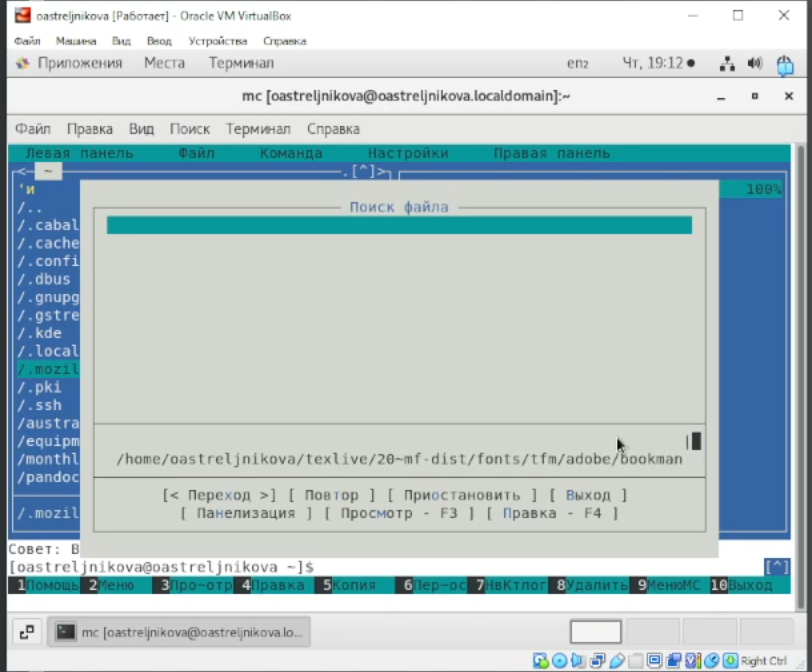 oastreljnikova [Работает] - Oracle VM VirtualBox
Файл Машина Вид Ввод Устройства Справка
Приложения Места Терминал en₂ Чт, 19:12
mc [oastreljnikova@oastreljnikova.localdomain]:~
Файл Правка Вид Поиск Терминал Справка
Левая панель Файл Команда Настройки Правая панель
<- ~ .[^]>
'и 100%
Поиск файла
/..
/.cabal
/.cache
/.confi
/.dbus
/.gnupg
/.gstre
/.kde
/.local
/.mozil
/.pki
/.ssh
/austra
/equipm
/monthl
/home/oastreljnikova/texlive/20~mf-dist/fonts/tfm/adobe/bookman
/pandoc
[< Переход >] [ Повтор ] [ Приостановить ] [ Выход ]
/.mozil
[ Панелизация ] [ Просмотр - F3 ] [ Правка - F4 ]
Совет: В
[oastreljnikova@oastreljnikova ~]$ [^]
1Помощь 2Меню 3Про~отр 4Правка 5Копия 6Пер~ос 7НвКтлог 8Удалить 9МенюМС 10Выход
mc [oastreljnikova@oastreljnikova.lo...
Right Ctrl